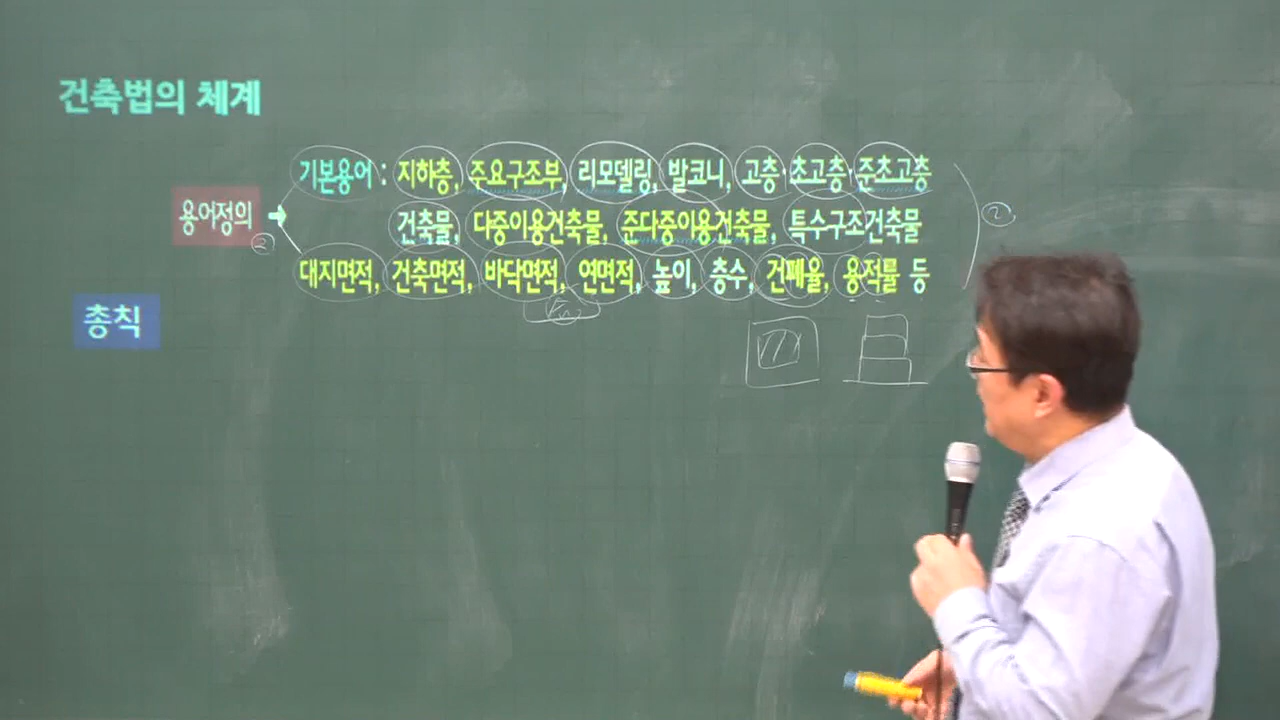 건축법의 체계
기본용어 : 지하층, 주요구조부, 리모델링, 발코니, 고층·초고층·준초고층
용어정의 →
②
건축물, 다중이용건축물, 준다중이용건축물, 특수구조건축물
②
대지면적, 건축면적, 바닥면적, 연면적, 높이, 층수, 건폐율, 용적률 등
총칙